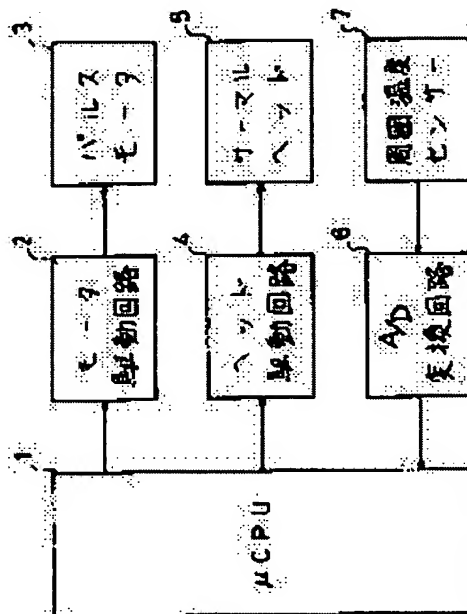 1
μCPU
2
モータ
駆動回路
3
パルス
モータ
4
ヘッド
駆動回路
5
サーマル
ヘッド
6
A/D
変換回路
7
周囲温度
センサー